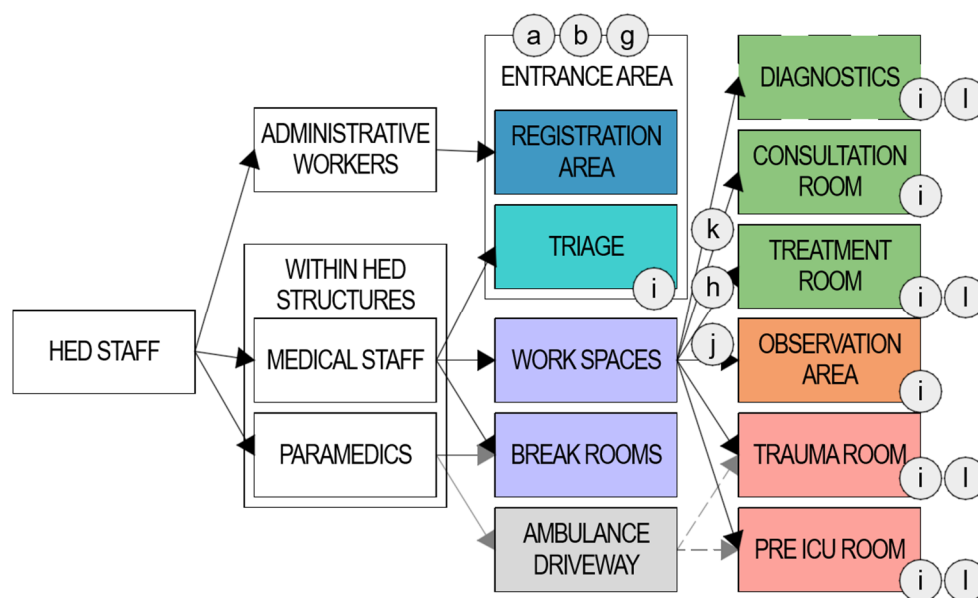 a b g
ENTRANCE AREA
DIAGNOSTICS
i l
ADMINISTRATIVE
WORKERS
REGISTRATION
AREA
CONSULTATION
ROOM
i
k
TRIAGE
i
TREATMENT
ROOM
i l
h
WITHIN HED
STRUCTURES
HED STAFF
MEDICAL STAFF
WORK SPACES
j
OBSERVATION
AREA
i
PARAMEDICS
BREAK ROOMS
TRAUMA ROOM
i l
AMBULANCE
DRIVEWAY
PRE ICU ROOM
i l